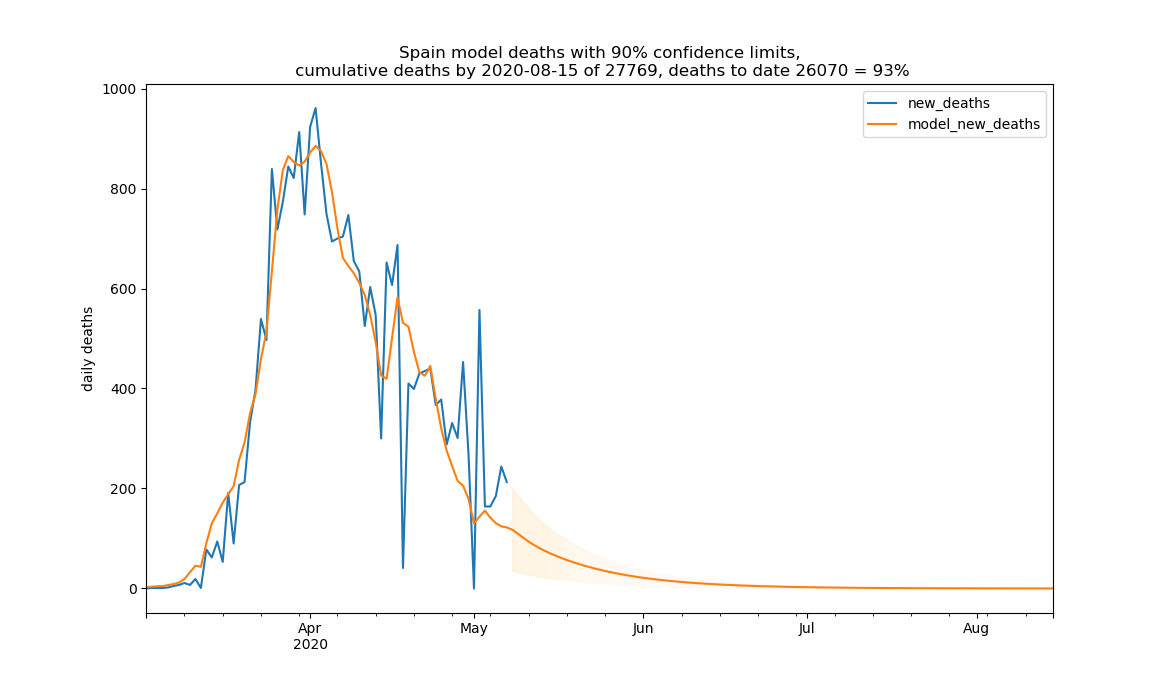 Spain model deaths with 90% confidence limits,
cumulative deaths by 2020-08-15 of 27769, deaths to date 26070 = 93%
new_deaths
model_new_deaths
daily deaths
1000
800
600
400
200
0
Apr
2020
May
Jun
Jul
Aug